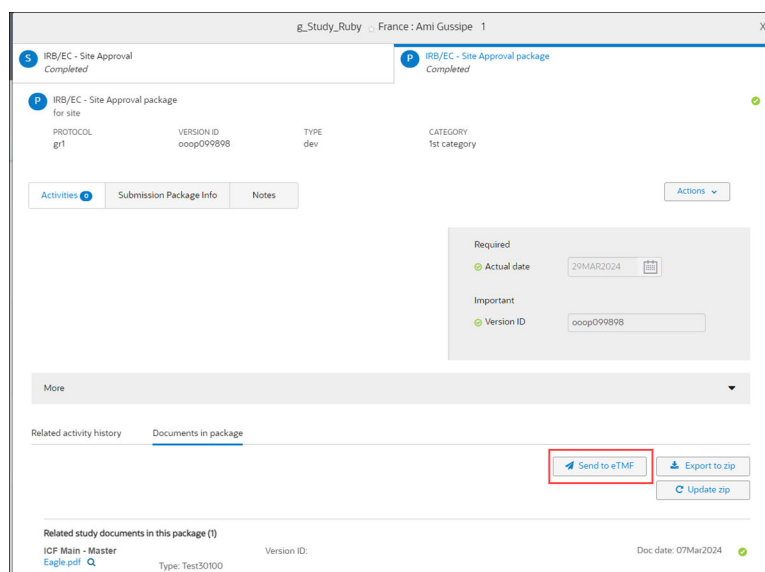 g_Study_Ruby France : Ami Gussipe 1 X
S IRB/EC - Site Approval
Completed
P IRB/EC - Site Approval package
Completed
P IRB/EC - Site Approval package
for site
PROTOCOL VERSION ID TYPE CATEGORY
gr1 ooop099898 dev 1st category
Activities 0 Submission Package Info Notes Actions
Required
Actual date 29MAR2024
Important
Version ID ooop099898
More
Related activity history Documents in package
Send to eTMF Export to zip
Update zip
Related study documents in this package (1)
ICF Main - Master Version ID: Doc date: 07Mar2024
Eagle.pdf Type: Test30100